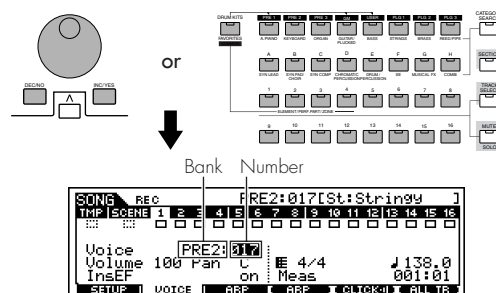 DRUM KITS PRE 1 PRE 2 PRE 3 GM USER PLG 1 PLG 2 PLG 3
CATEGO
SEARC
FAVORITES A.PIANO KEYBOARD ORGAN GUITAR/PLUCKED BASS STRINGS BRASS REED/PIPE
A B C D E F G H
SECTIO
SYN LEAD SYN PAD/CHOIR SYN COMP CHROMATIC PERCUSSION DRUM/PERCUSSION SE MUSICAL FX COMBI
1 2 3 4 5 6 7 8
TRACK
SELEC
ELEMENT/PERF. PART/ZONE
9 10 11 12 13 14 15 16
MUTE
SOLO
or
DEC/NO INC/YES
Bank Number
SONG REC PRE2:017[St:Stringy ]
TMP SCENE 1 2 3 4 5 6 7 8 9 10 11 12 13 14 15 16
Voice PRE2:017
Volume 100 Pan C 4/4 138.0
InsEF on Meas 001:01
SETUP VOICE ARP ARP CLICK ALL TR